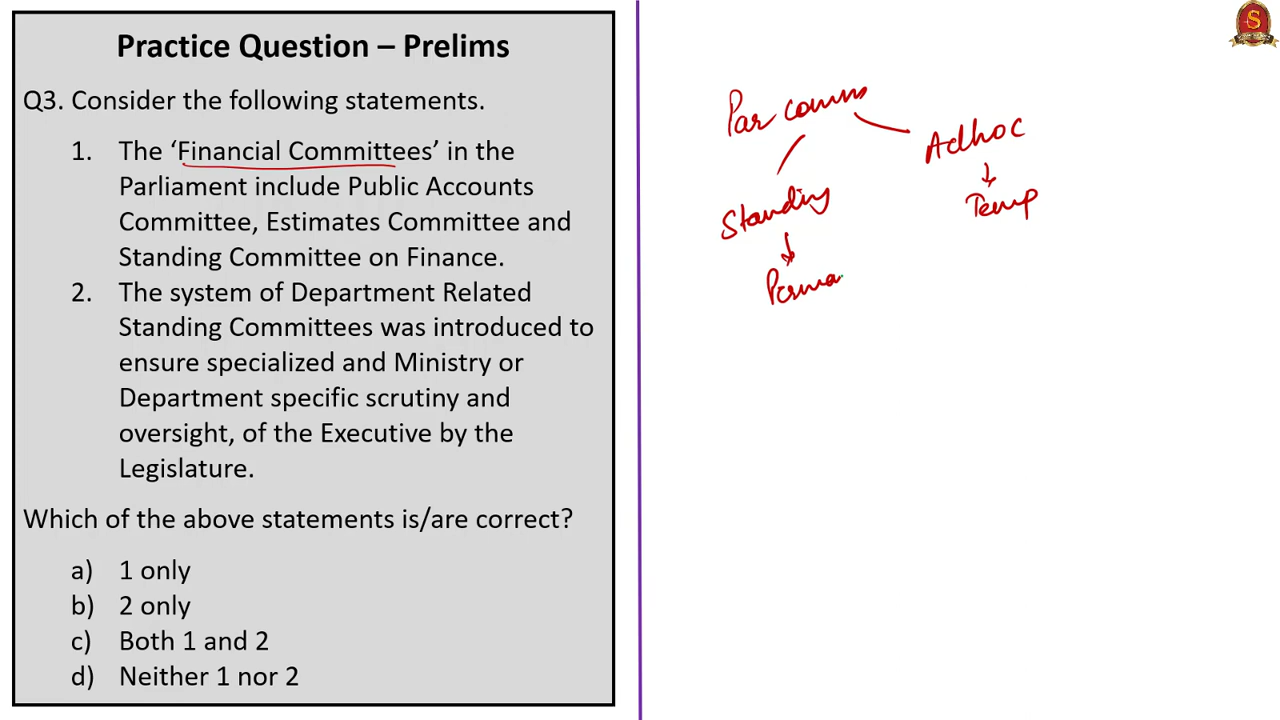 Practice Question – Prelims
Q3. Consider the following statements.
1. The ‘Financial Committees’ in the
Parliament include Public Accounts
Committee, Estimates Committee and
Standing Committee on Finance.
2. The system of Department Related
Standing Committees was introduced to
ensure specialized and Ministry or
Department specific scrutiny and
oversight, of the Executive by the
Legislature.
Which of the above statements is/are correct?
a) 1 only
b) 2 only
c) Both 1 and 2
d) Neither 1 nor 2
Par comm
Adhoc
Temp
Standing
Perma
S